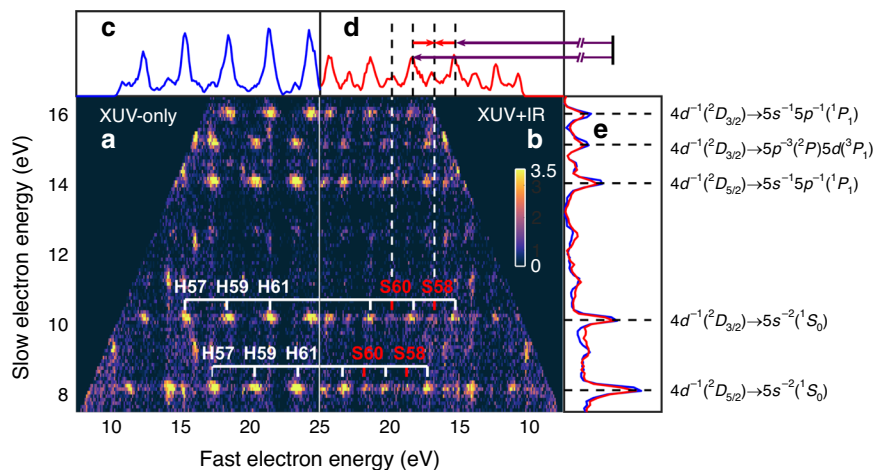 c
d
XUV-only
XUV+IR
a
b
e
3.5
3
2
1
0
16
14
12
10
8
Slow electron energy (eV)
H57 H59 H61 S60 S58
H57 H59 H61 S60 S58
10 15 20 25 20 15 10
Fast electron energy (eV)
4d⁻¹(²D₃/₂)→5s⁻¹5p⁻¹(¹P₁)
4d⁻¹(²D₃/₂)→5p⁻³(²P)5d(³P₁)
4d⁻¹(²D₅/₂)→5s⁻¹5p⁻¹(¹P₁)
4d⁻¹(²D₃/₂)→5s⁻²(¹S₀)
4d⁻¹(²D₅/₂)→5s⁻²(¹S₀)